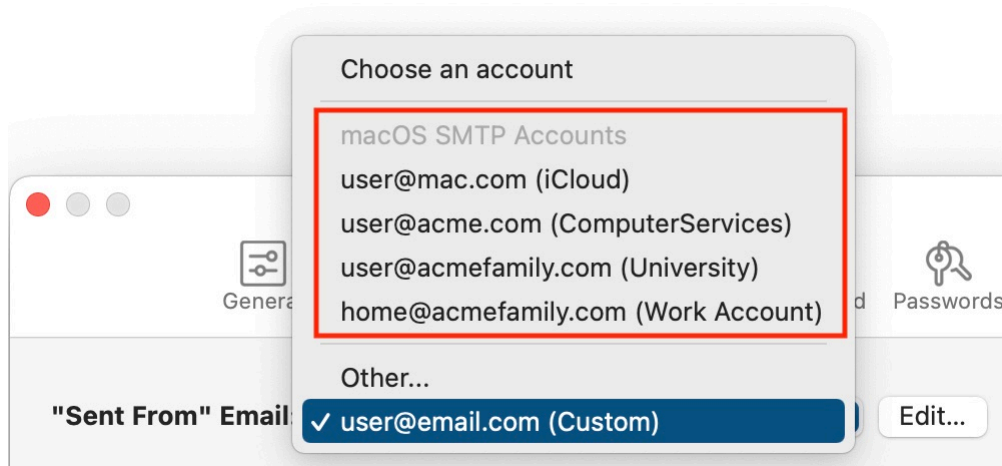 Choose an account
macOS SMTP Accounts
user@mac.com (iCloud)
user@acme.com (ComputerServices)
user@acmefamily.com (University)
home@acmefamily.com (Work Account)
Passwords
Other...
"Sent From" Email:
✓ user@email.com (Custom)
Edit...